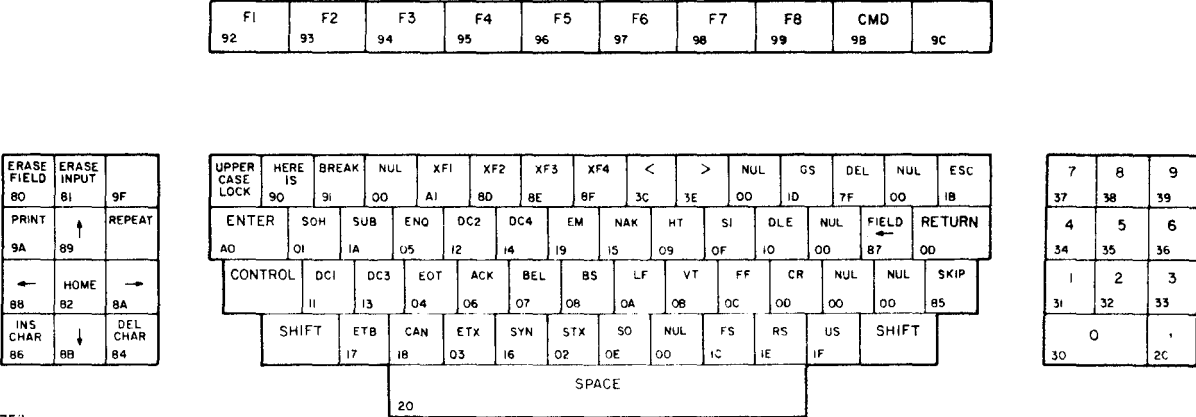 F1 F2 F3 F4 F5 F6 F7 F8 CMD
92 93 94 95 96 97 98 99 9B 9C
ERASE FIELD ERASE INPUT
80 81 9F
PRINT ↑ REPEAT
9A 89
← HOME →
88 82 8A
INS CHAR ↓ DEL CHAR
86 8B 84
UPPER CASE LOCK HERE IS BREAK NUL XF1 XF2 XF3 XF4 < > NUL GS DEL NUL ESC
90 91 00 A1 8D 8E 8F 3C 3E 00 1D 7F 00 1B
ENTER SOH SUB ENQ DC2 DC4 EM NAK HT SI DLE NUL FIELD ← RETURN
A0 01 1A 05 12 14 19 15 09 0F 10 00 87 0D
CONTROL DC1 DC3 EOT ACK BEL BS LF VT FF CR NUL NUL SKIP
11 13 04 06 07 08 0A 0B 0C 0D 00 00 85
SHIFT ETB CAN ETX SYN STX SO NUL FS RS US SHIFT
17 18 03 16 02 0E 00 1C 1E 1F
SPACE
20
7 8 9
37 38 39
4 5 6
34 35 36
1 2 3
31 32 33
0 ,
30 2C